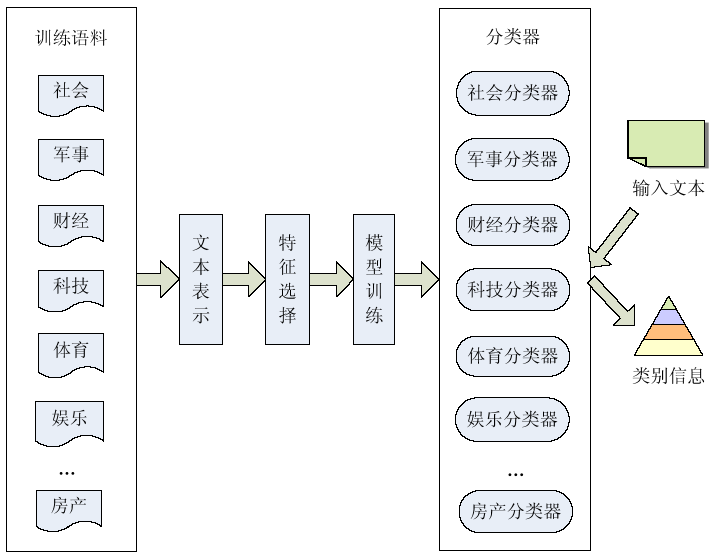 训练语料
社会
军事
财经
科技
体育
娱乐
...
房产
文本表示
特征选择
模型训练
分类器
社会分类器
军事分类器
财经分类器
科技分类器
体育分类器
娱乐分类器
...
房产分类器
输入文本
类别信息